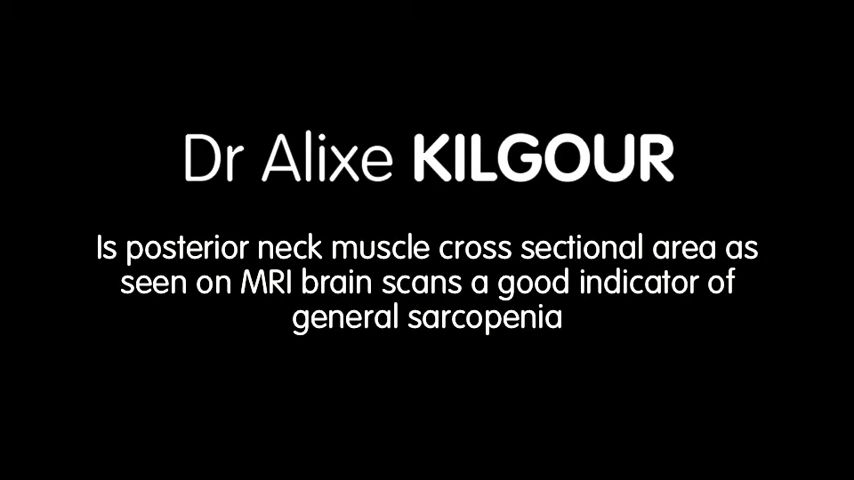 Dr Alixe KILGOUR
Is posterior neck muscle cross sectional area as
seen on MRI brain scans a good indicator of
general sarcopenia